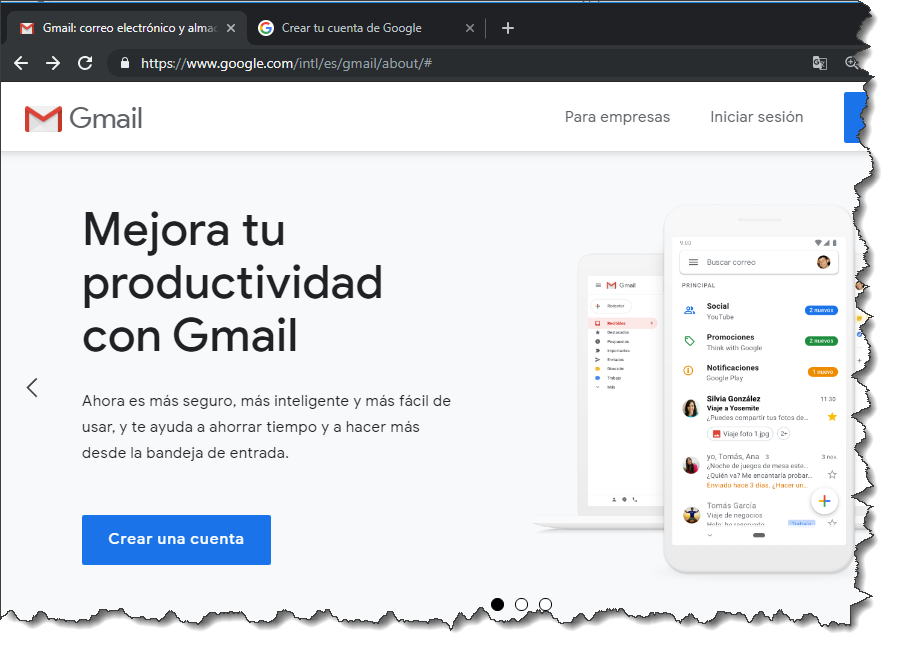 Gmail: correo electrónico y almac
Crear tu cuenta de Google
https://www.google.com/intl/es/gmail/about/#
Gmail
Para empresas
Iniciar sesión
Mejora tu
productividad
con Gmail
Ahora es más seguro, más inteligente y más fácil de
usar, y te ayuda a ahorrar tiempo y a hacer más
desde la bandeja de entrada.
Crear una cuenta
Gmail
Redactar
Recibidos
Destacados
Pospuestos
Importantes
Enviados
Dirección
Trabajo
Más
9:00
Buscar correo
PRINCIPAL
Social
2 nuevos
YouTube
Promociones
2 nuevos
Think with Google
Notificaciones
1 nuevo
Google Play
Silvia González
11:30
Viaje a Yosemite
¿Puedes compartir tus fotos de...
Viaje foto 1.jpg
2+
yo, Tomás, Ana 3
3 nov.
¿Noche de juegos de mesa este...
¿Quién va? Me encantaría probar...
Enviado hace 3 días. ¿Hacer un...
Tomás García
Viaje de negocios
Trabajo